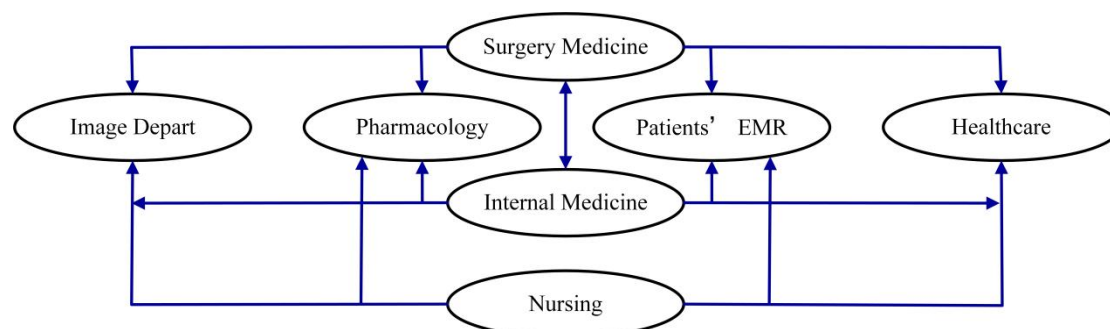 Surgery Medicine
Image Depart
Pharmacology
Patients’ EMR
Healthcare
Internal Medicine
Nursing